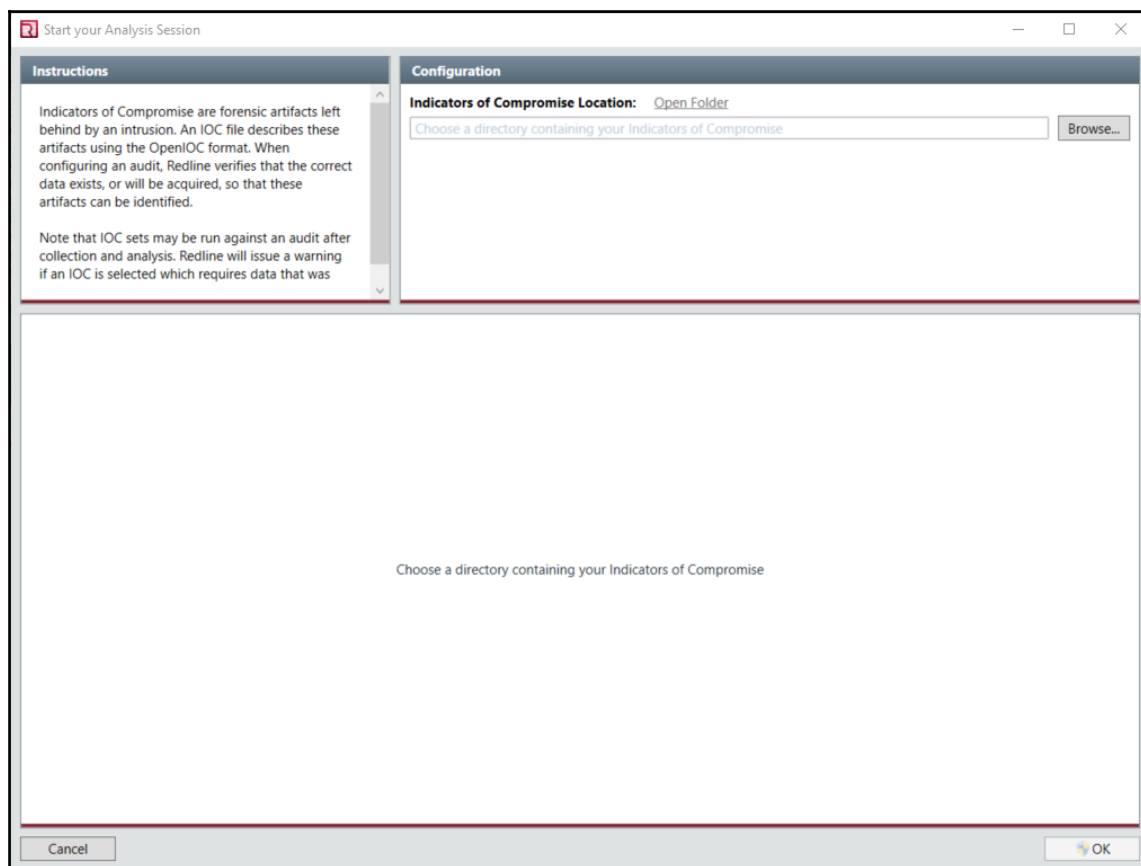 Start your Analysis Session
Instructions
Indicators of Compromise are forensic artifacts left
behind by an intrusion. An IOC file describes these
artifacts using the OpenIOC format. When
configuring an audit, Redline verifies that the correct
data exists, or will be acquired, so that these
artifacts can be identified.
Note that IOC sets may be run against an audit after
collection and analysis. Redline will issue a warning
if an IOC is selected which requires data that was
Configuration
Indicators of Compromise Location: Open Folder
Choose a directory containing your Indicators of Compromise
Browse...
Choose a directory containing your Indicators of Compromise
Cancel
OK